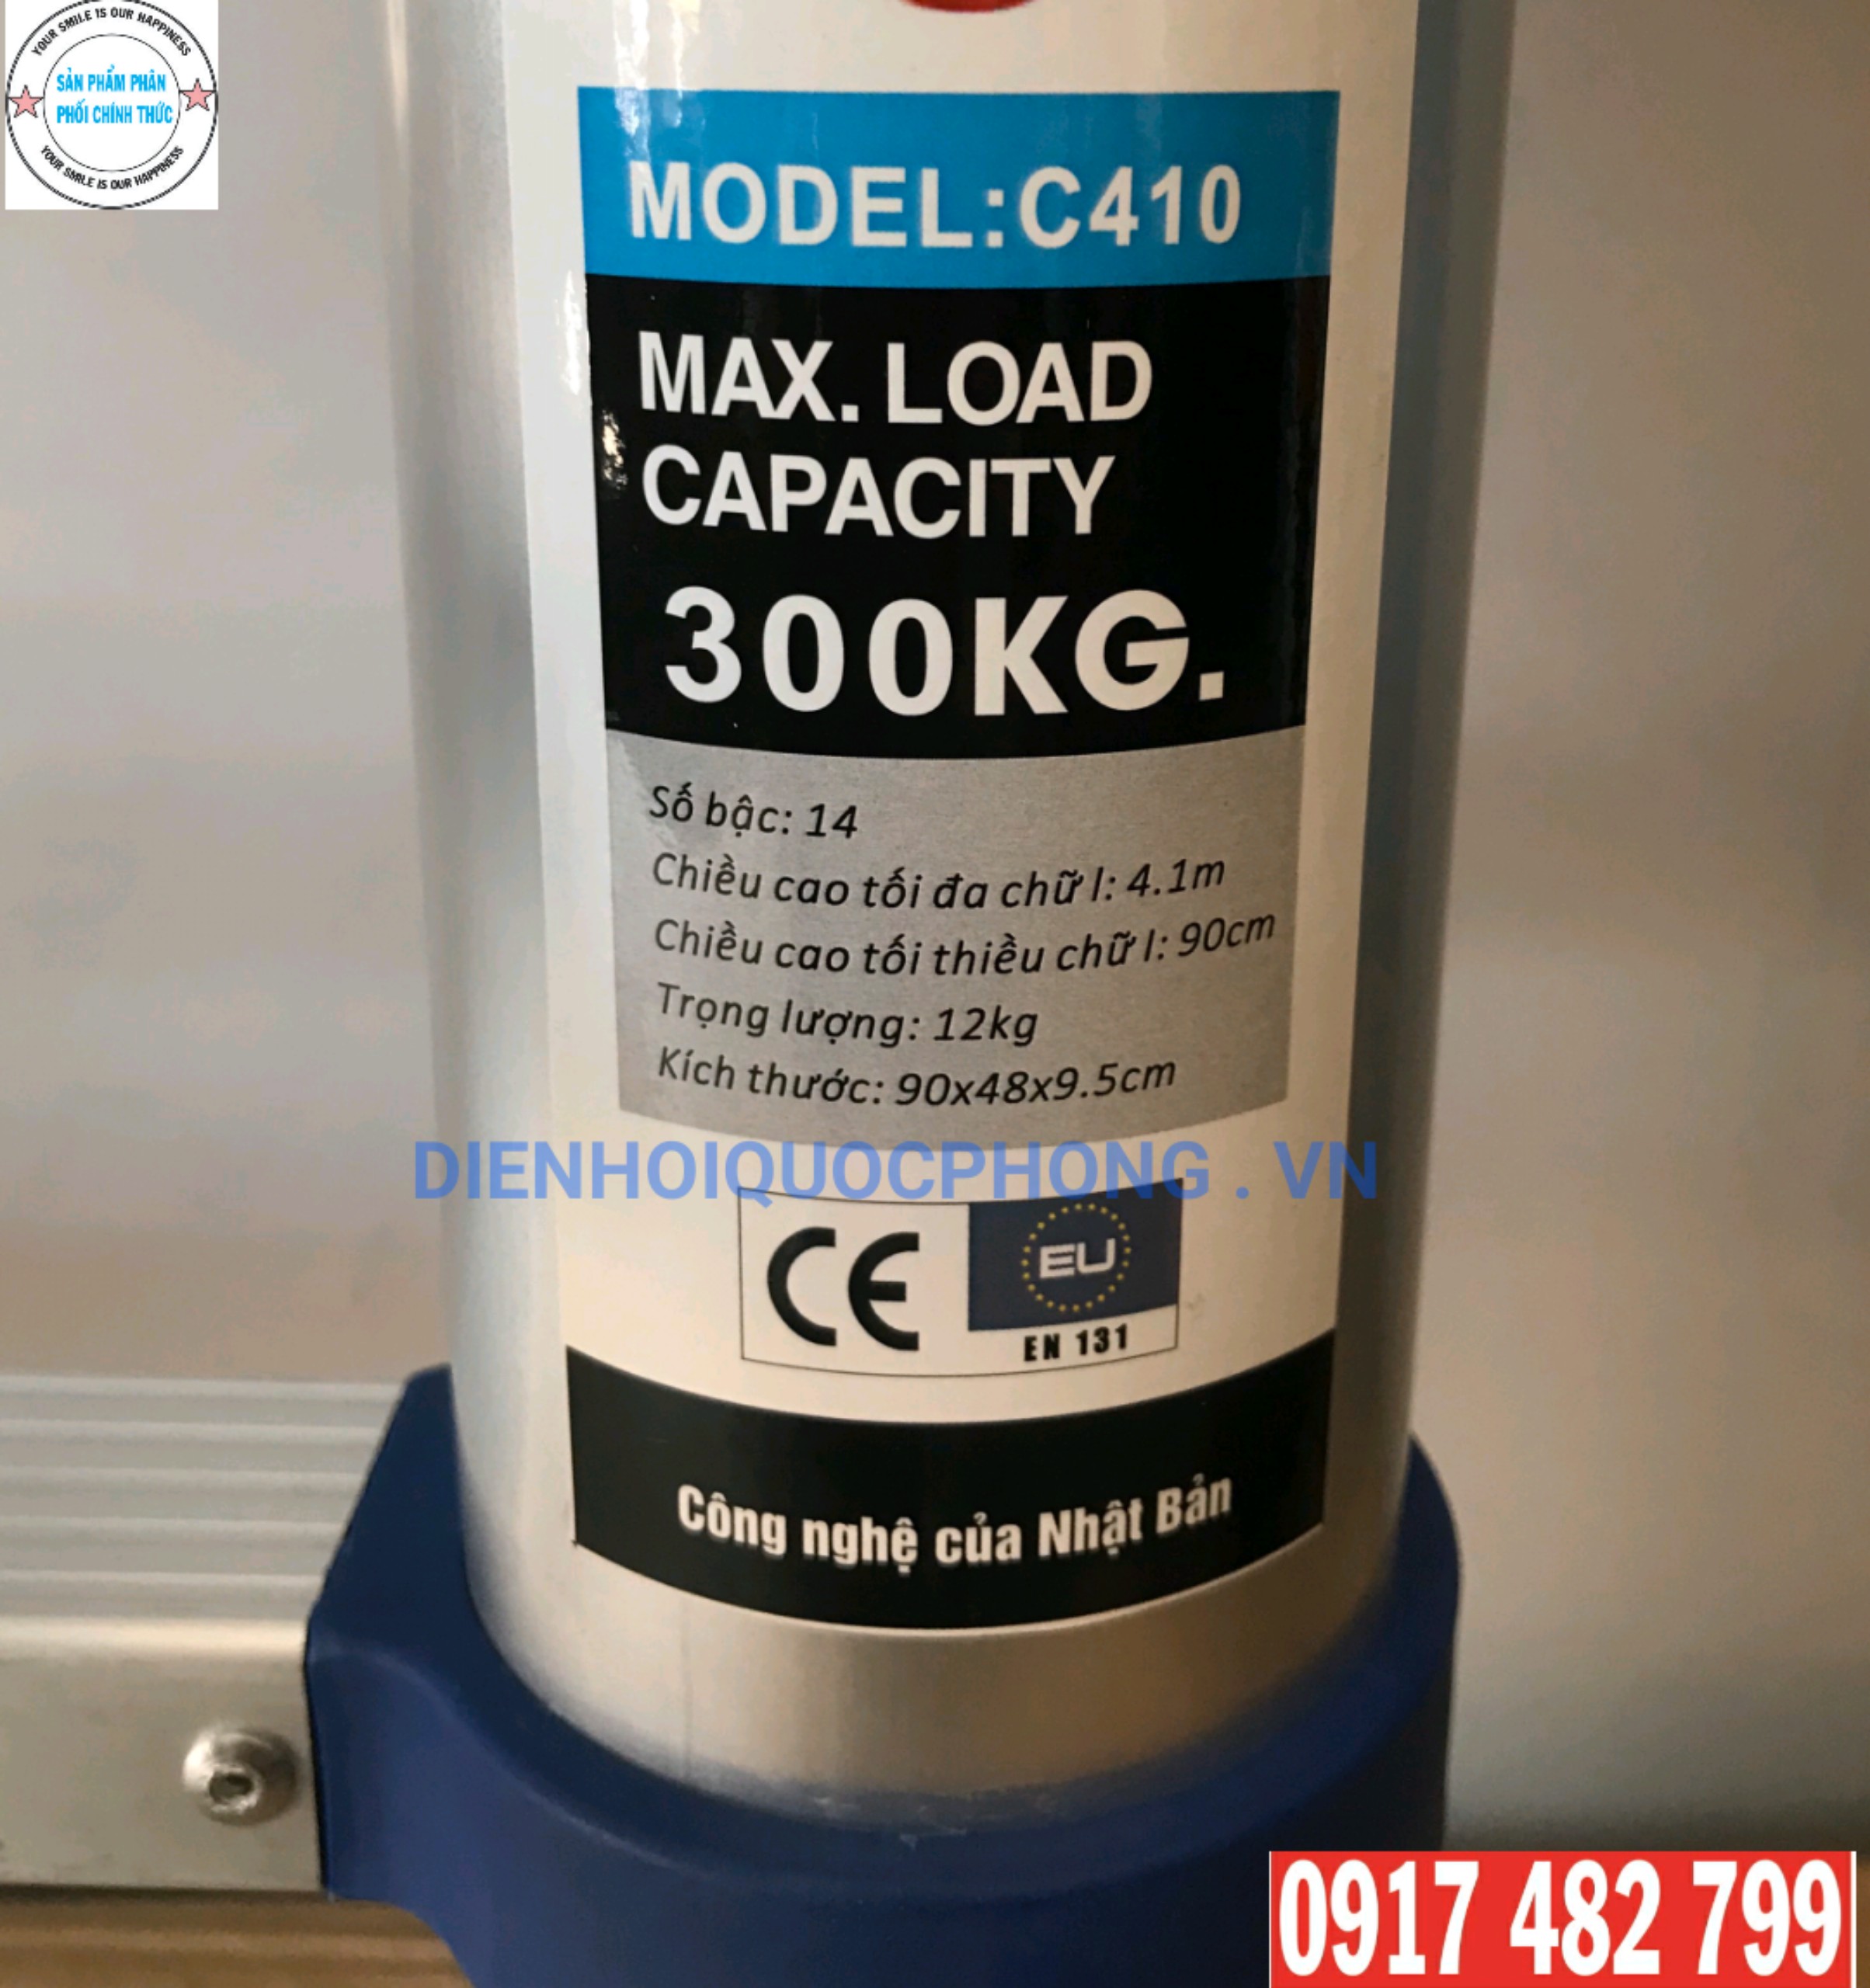 YOUR SMILE IS OUR HAPPINESS
SẢN PHẨM PHÂN
PHỐI CHÍNH THỨC
YOUR SMILE IS OUR HAPPINESS
MODEL:C410
MAX. LOAD
CAPACITY
300KG.
Số bậc: 14
Chiều cao tối đa chữ I: 4.1m
Chiều cao tối thiều chữ I: 90cm
Trọng lượng: 12kg
Kích thước: 90x48x9.5cm
DIENHOIQUOCPHONG . VN
CE
EU
EN 131
Công nghệ của Nhật Bản
0917 482 799